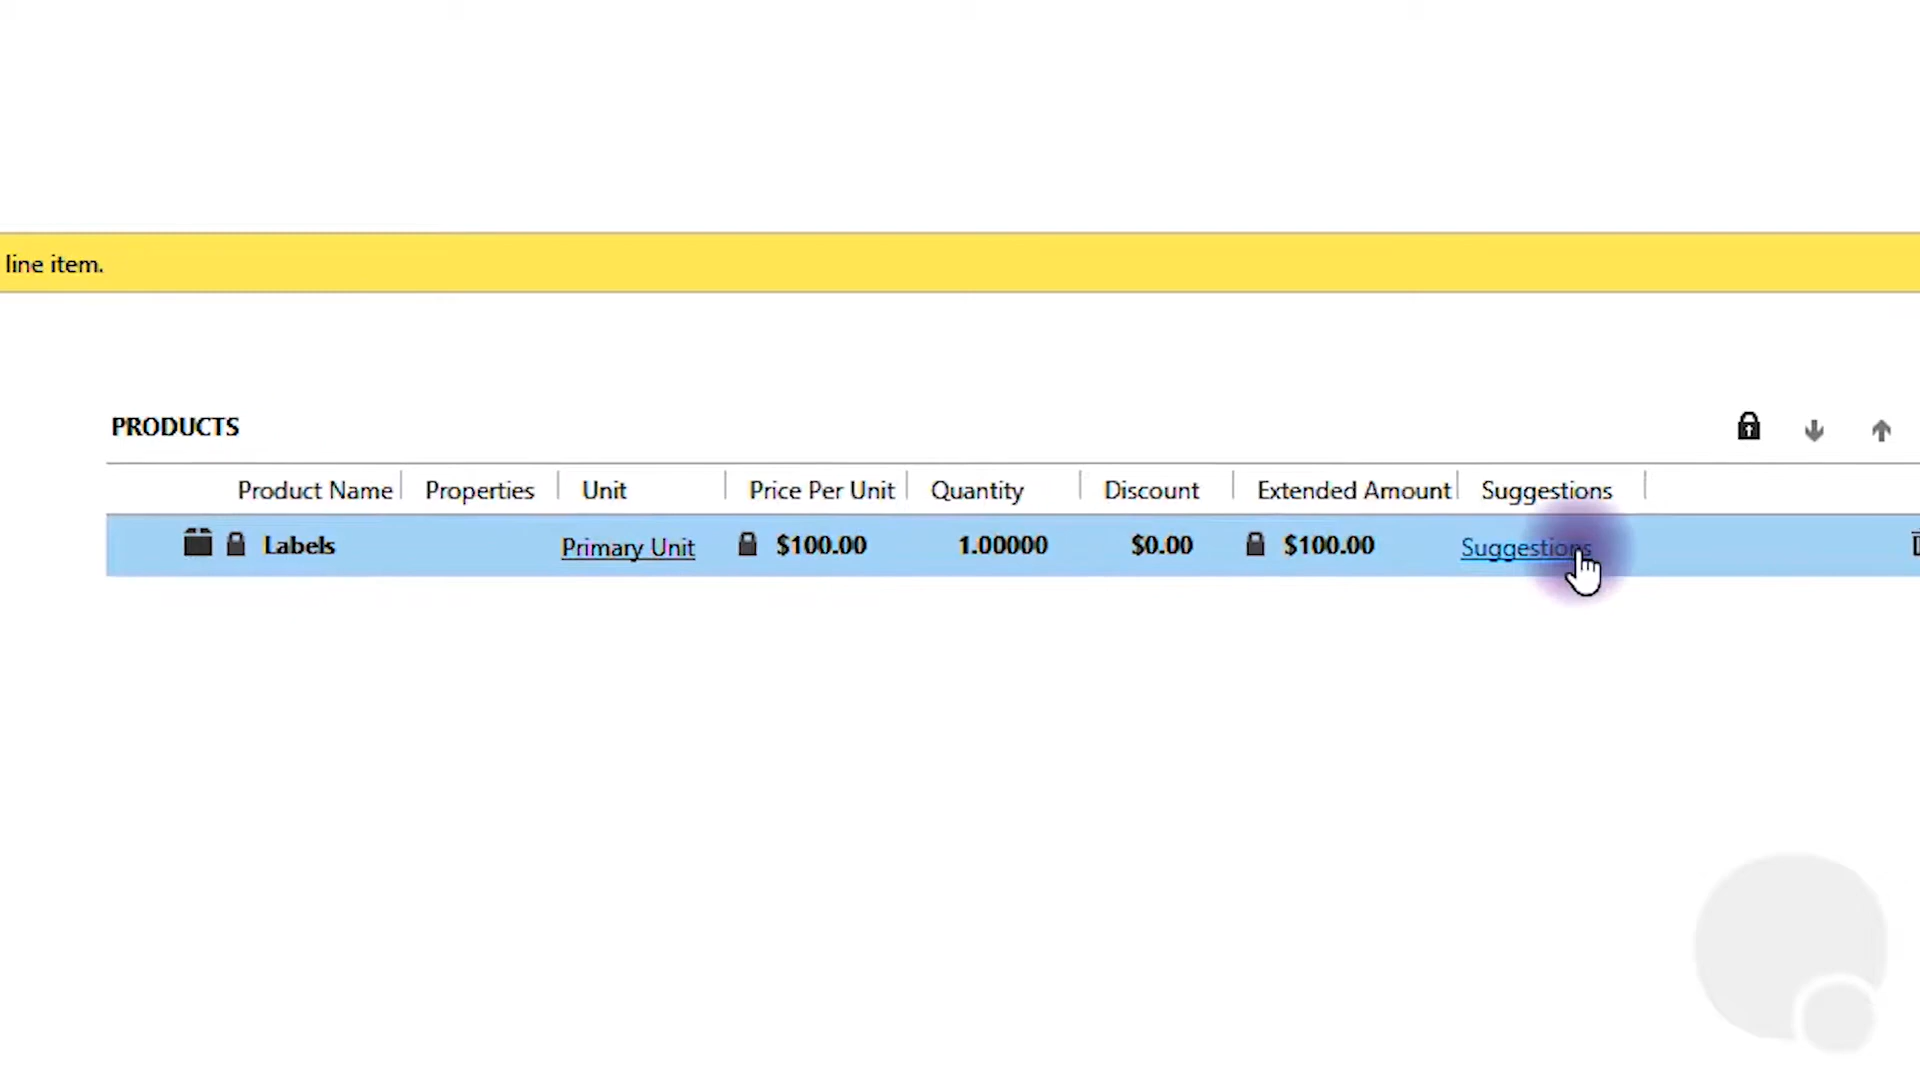 line item.
PRODUCTS
Product Name Properties Unit Price Per Unit Quantity Discount Extended Amount Suggestions
Labels Primary Unit $100.00 1.00000 $0.00 $100.00 Suggestions